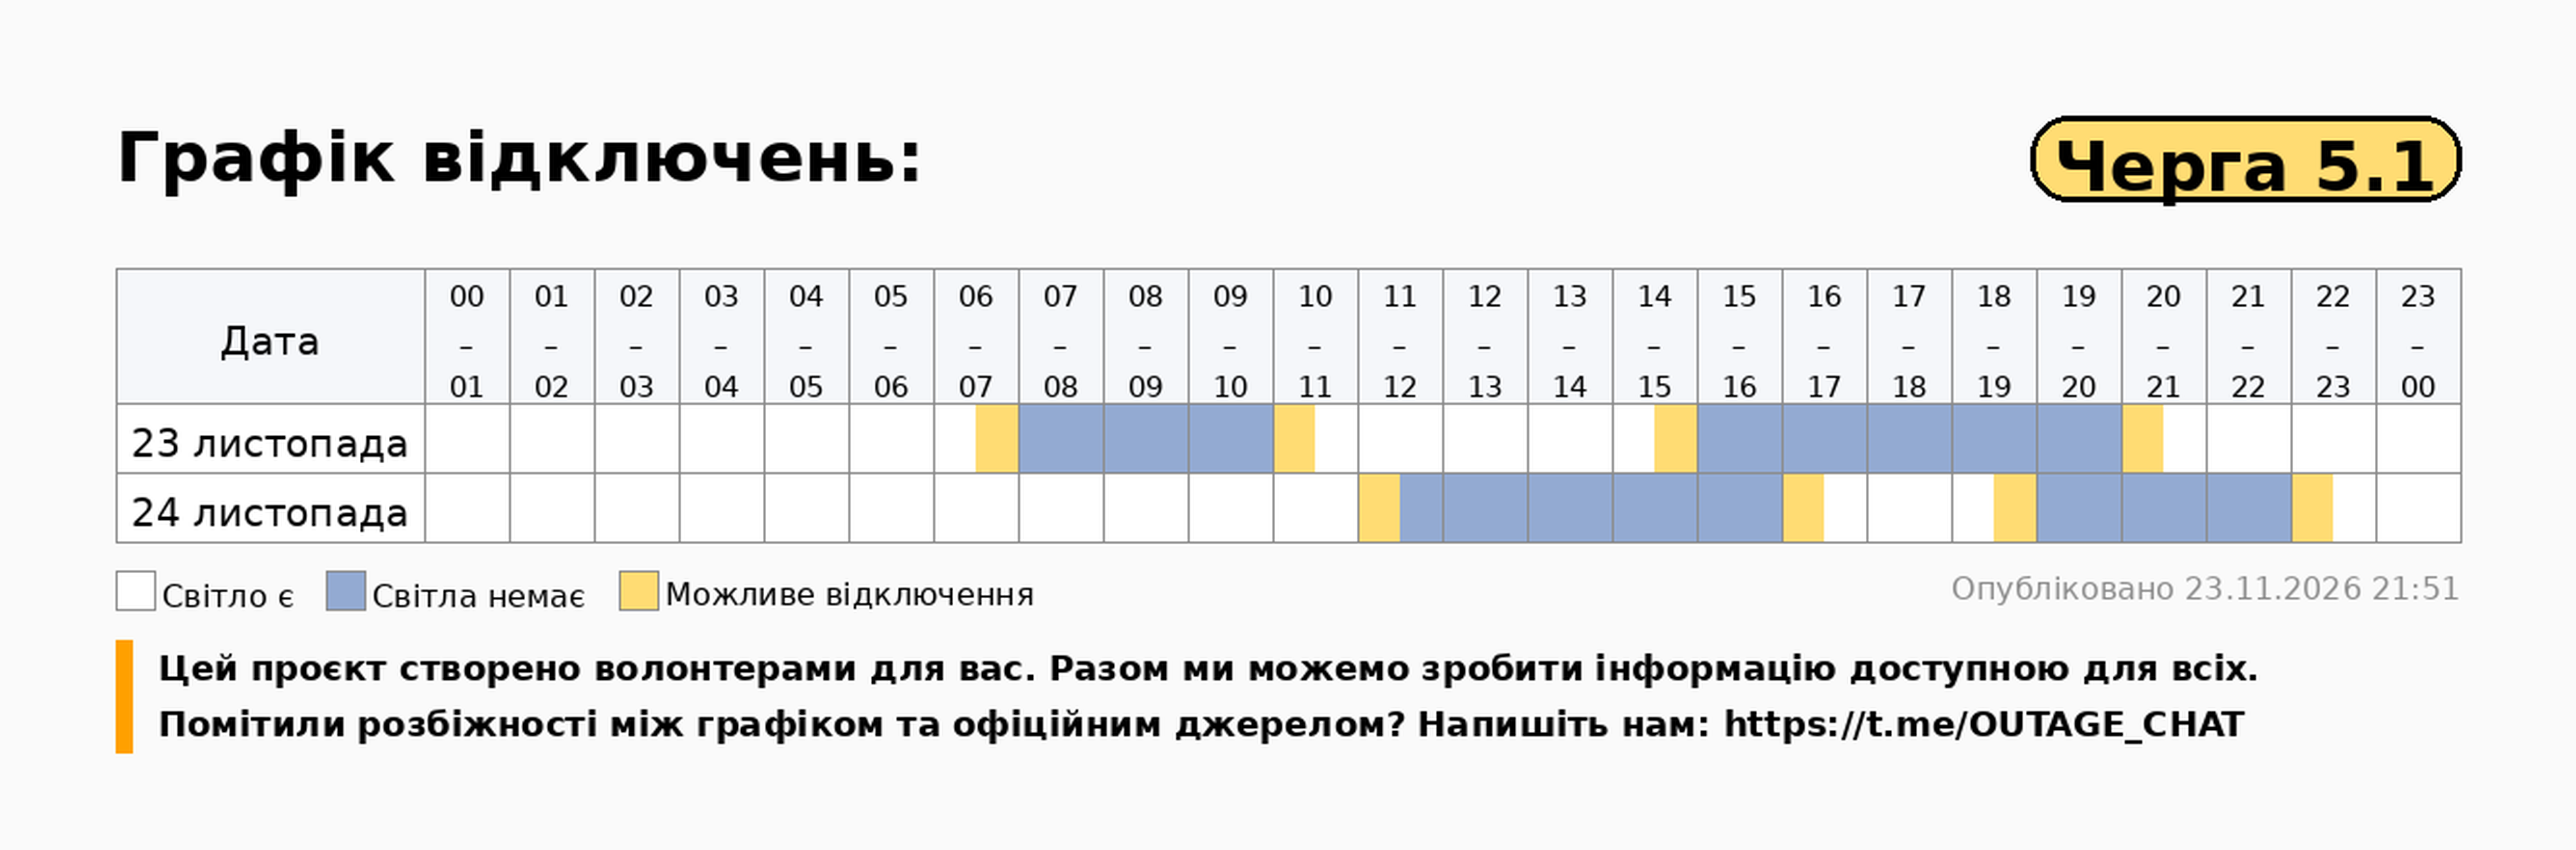 Графік відключень:
Черга 5.1
Дата
00 – 01
01 – 02
02 – 03
03 – 04
04 – 05
05 – 06
06 – 07
07 – 08
08 – 09
09 – 10
10 – 11
11 – 12
12 – 13
13 – 14
14 – 15
15 – 16
16 – 17
17 – 18
18 – 19
19 – 20
20 – 21
21 – 22
22 – 23
23 – 00
23 листопада
24 листопада
Світло є
Світла немає
Можливе відключення
Опубліковано 23.11.2026 21:51
Цей проєкт створено волонтерами для вас. Разом ми можемо зробити інформацію доступною для всіх.
Помітили розбіжності між графіком та офіційним джерелом? Напишіть нам: https://t.me/OUTAGE_CHAT